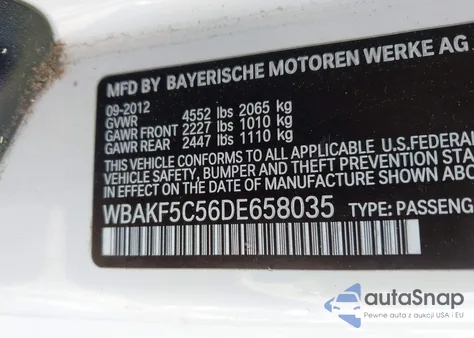 MFD BY BAYERISCHE MOTOREN WERKE AG
09-2012
GVWR 4552 lbs 2065 kg
GAWR FRONT 2227 lbs 1010 kg
GAWR REAR 2447 lbs 1110 kg
THIS VEHICLE CONFORMS TO ALL APPLICABLE U.S.FEDERAL
VEHICLE SAFETY, BUMPER AND THEFT PREVENTION STA
IN EFFECT ON THE DATE OF MANUFACTURE SHOWN ABO
WBAKF5C56DE658035 TYPE: PASSENG
autoSnap
Pewne auta z aukcji USA i EU